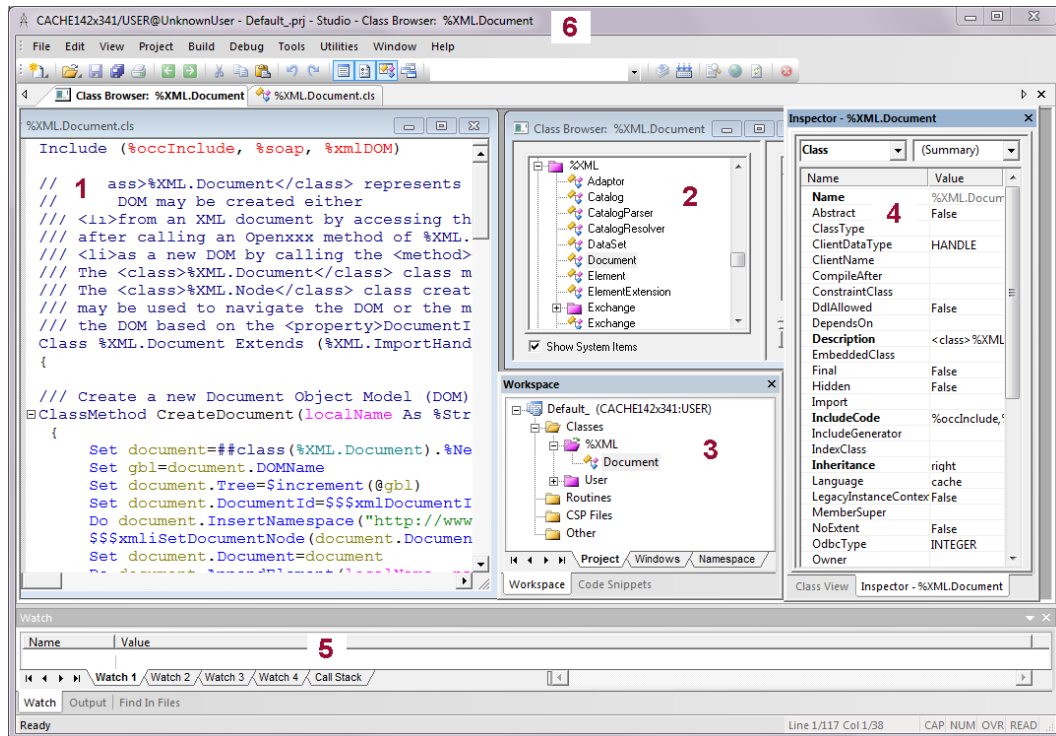 CACHE142x341/USER@UnknownUser - Default_.prj - Studio - Class Browser: %XML.Document
6
File Edit View Project Build Debug Tools Utilities Window Help
Class Browser: %XML.Document %XML.Document.cls
%XML.Document.cls
Include (%occInclude, %soap, %xmlDOM)
// ass>%XML.Document</class> represents
1
// DOM may be created either
/// <li>from an XML document by accessing th
/// after calling an Openxxx method of %XML.
/// <li>as a new DOM by calling the <method>
/// The <class>%XML.Document</class> class m
/// The <class>%XML.Node</class> class creat
/// may be used to navigate the DOM or the m
/// the DOM based on the <property>DocumentI
Class %XML.Document Extends (%XML.ImportHand
{
/// Create a new Document Object Model (DOM)
ClassMethod CreateDocument(localName As %Str
{
Set document=##class(%XML.Document).%Ne
Set gbl=document.DOMName
Set document.Tree=$increment(@gbl)
Set document.DocumentId=$$$xmlDocumentI
Do document.InsertNamespace("http://www
$$$xmliSetDocumentNode(document.Documen
Set document.Document=document
Class Browser: %XML.Document
%XML
Adaptor
2
Catalog
CatalogParser
CatalogResolver
DataSet
Document
Element
ElementExtension
Exchange
Exchange
Show System Items
Workspace
Default_ (CACHE142x341:USER)
Classes
%XML
3
Document
User
Routines
CSP Files
Other
Project Windows Namespace
Workspace Code Snippets
Inspector - %XML.Document
Class (Summary)
Name Value
Name %XML.Docum
4
Abstract False
ClassType
ClientDataType HANDLE
ClientName
CompileAfter
ConstraintClass
DdlAllowed False
DependsOn
Description <class>%XML
EmbeddedClass
Final False
Hidden False
Import
IncludeCode %occInclude,
IncludeGenerator
IndexClass
Inheritance right
Language cache
LegacyInstanceContex False
MemberSuper
NoExtent False
OdbcType INTEGER
Owner
Class View Inspector - %XML.Document
Watch
Name Value
5
Watch 1 Watch 2 Watch 3 Watch 4 Call Stack
Watch Output Find In Files
Ready Line 1/117 Col 1/38 CAP NUM OVR READ